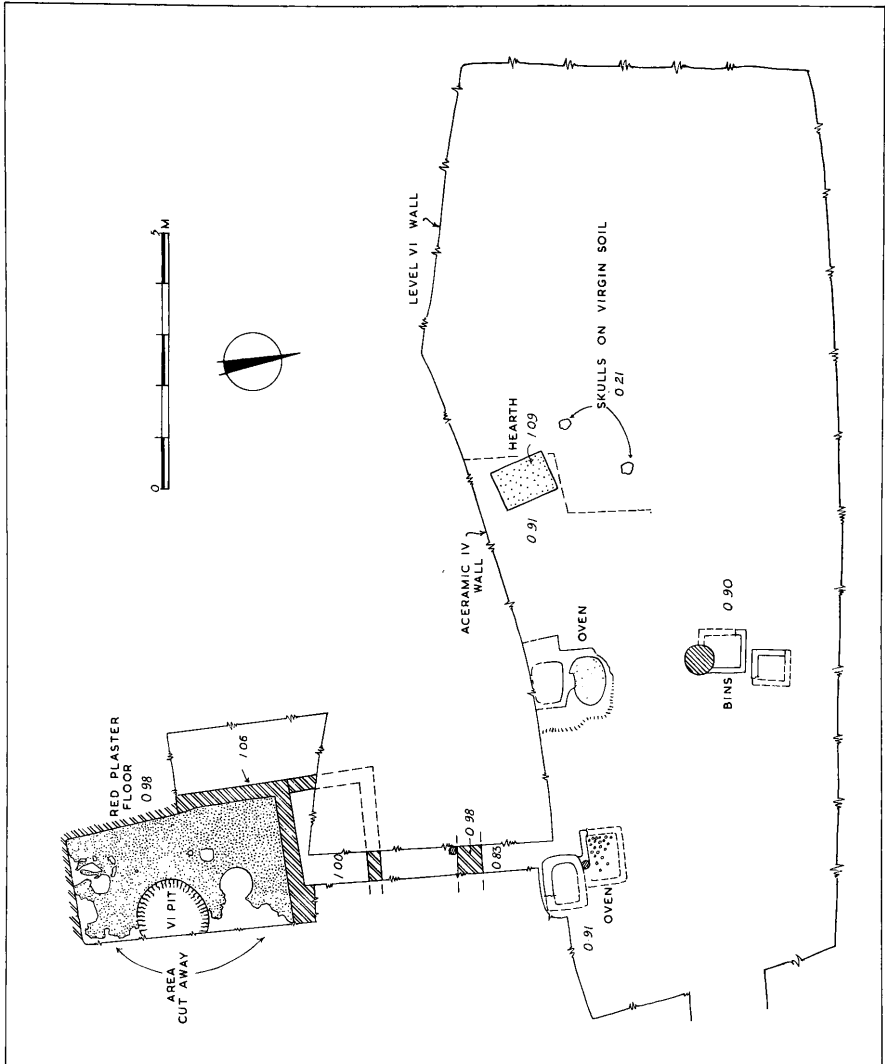 AREA
CUT AWAY
VI PIT
RED PLASTER
FLOOR
0 98
1 06
0
5
M
1 00
0 98
0 83
LEVEL VI WALL
ACERAMIC IV
WALL
HEARTH
1 09
0 91
SKULLS ON VIRGIN SOIL
0 21
OVEN
0 91
OVEN
BINS
0 90